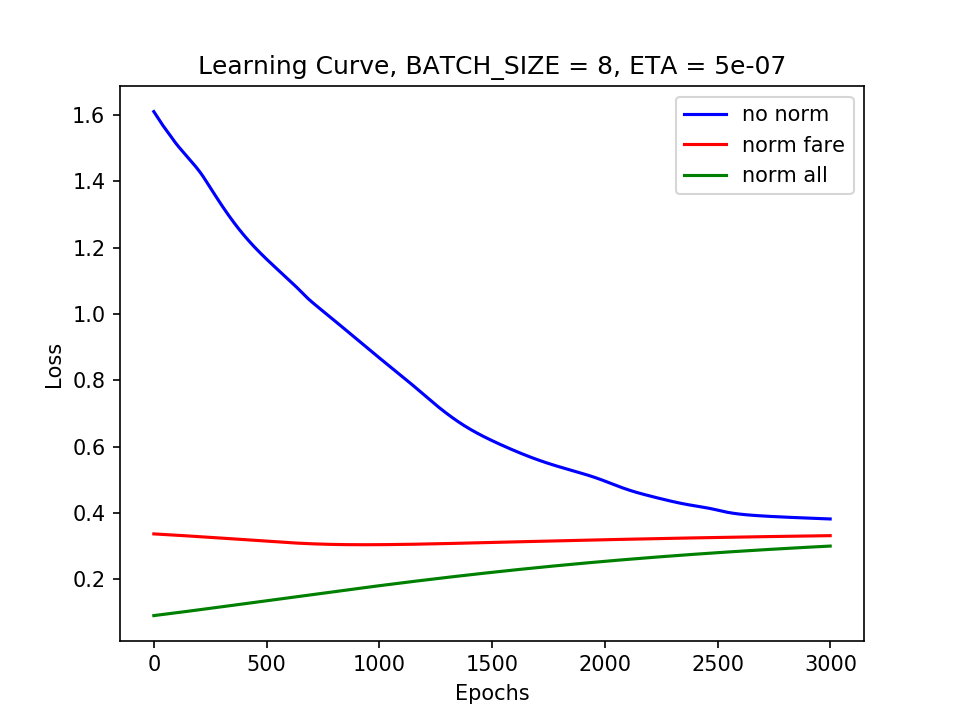 Learning Curve, BATCH_SIZE = 8, ETA = 5e-07
no norm
norm fare
norm all
Loss
1.6
1.4
1.2
1.0
0.8
0.6
0.4
0.2
0 500 1000 1500 2000 2500 3000
Epochs